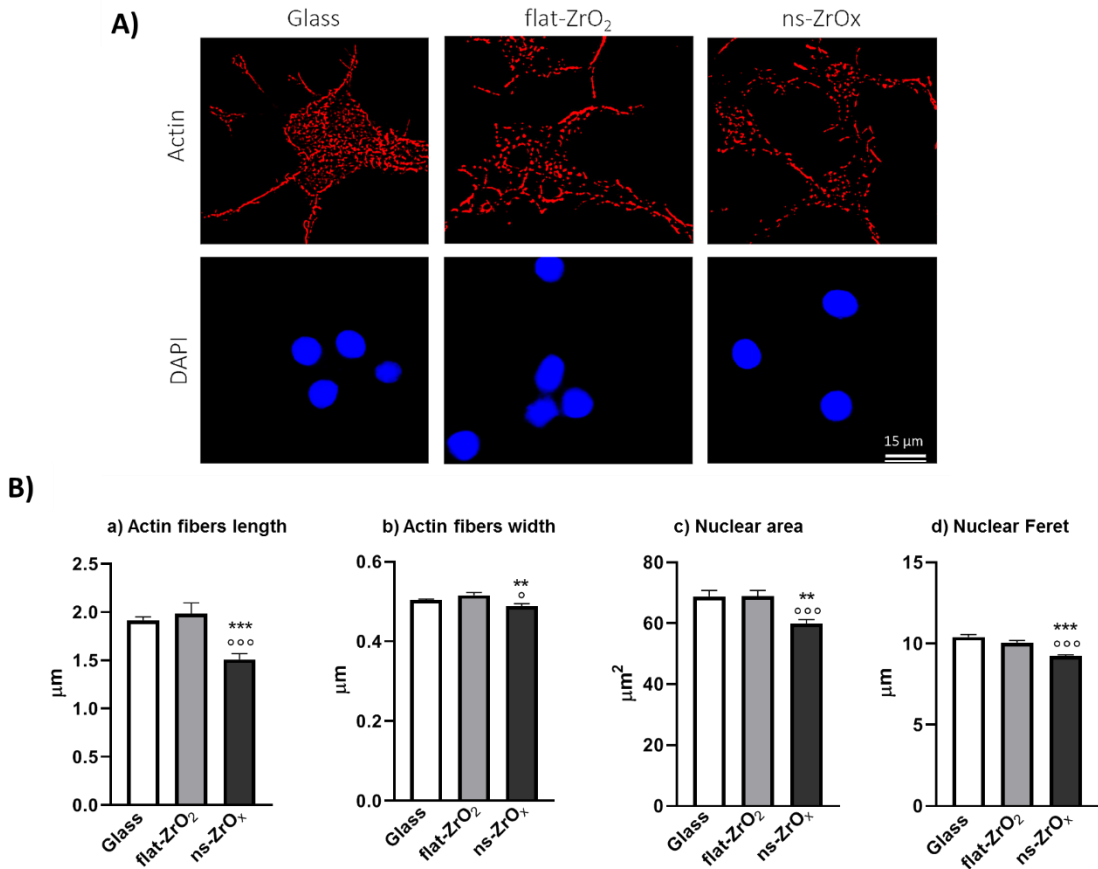 A)
Glass
flat-ZrO₂
ns-ZrOx
Actin
DAPI
15 µm
B)
a) Actin fibers length
µm
2.5
2.0
1.5
1.0
0.5
0.0
***
°°°
Glass
flat-ZrO₂
ns-ZrOₓ
b) Actin fibers width
µm
0.6
0.4
0.2
0.0
**
°
Glass
flat-ZrO₂
ns-ZrOₓ
c) Nuclear area
µm²
80
60
40
20
0
**
°°°
Glass
flat-ZrO₂
ns-ZrOₓ
d) Nuclear Feret
µm
15
10
5
0
***
°°°
Glass
flat-ZrO₂
ns-ZrOₓ